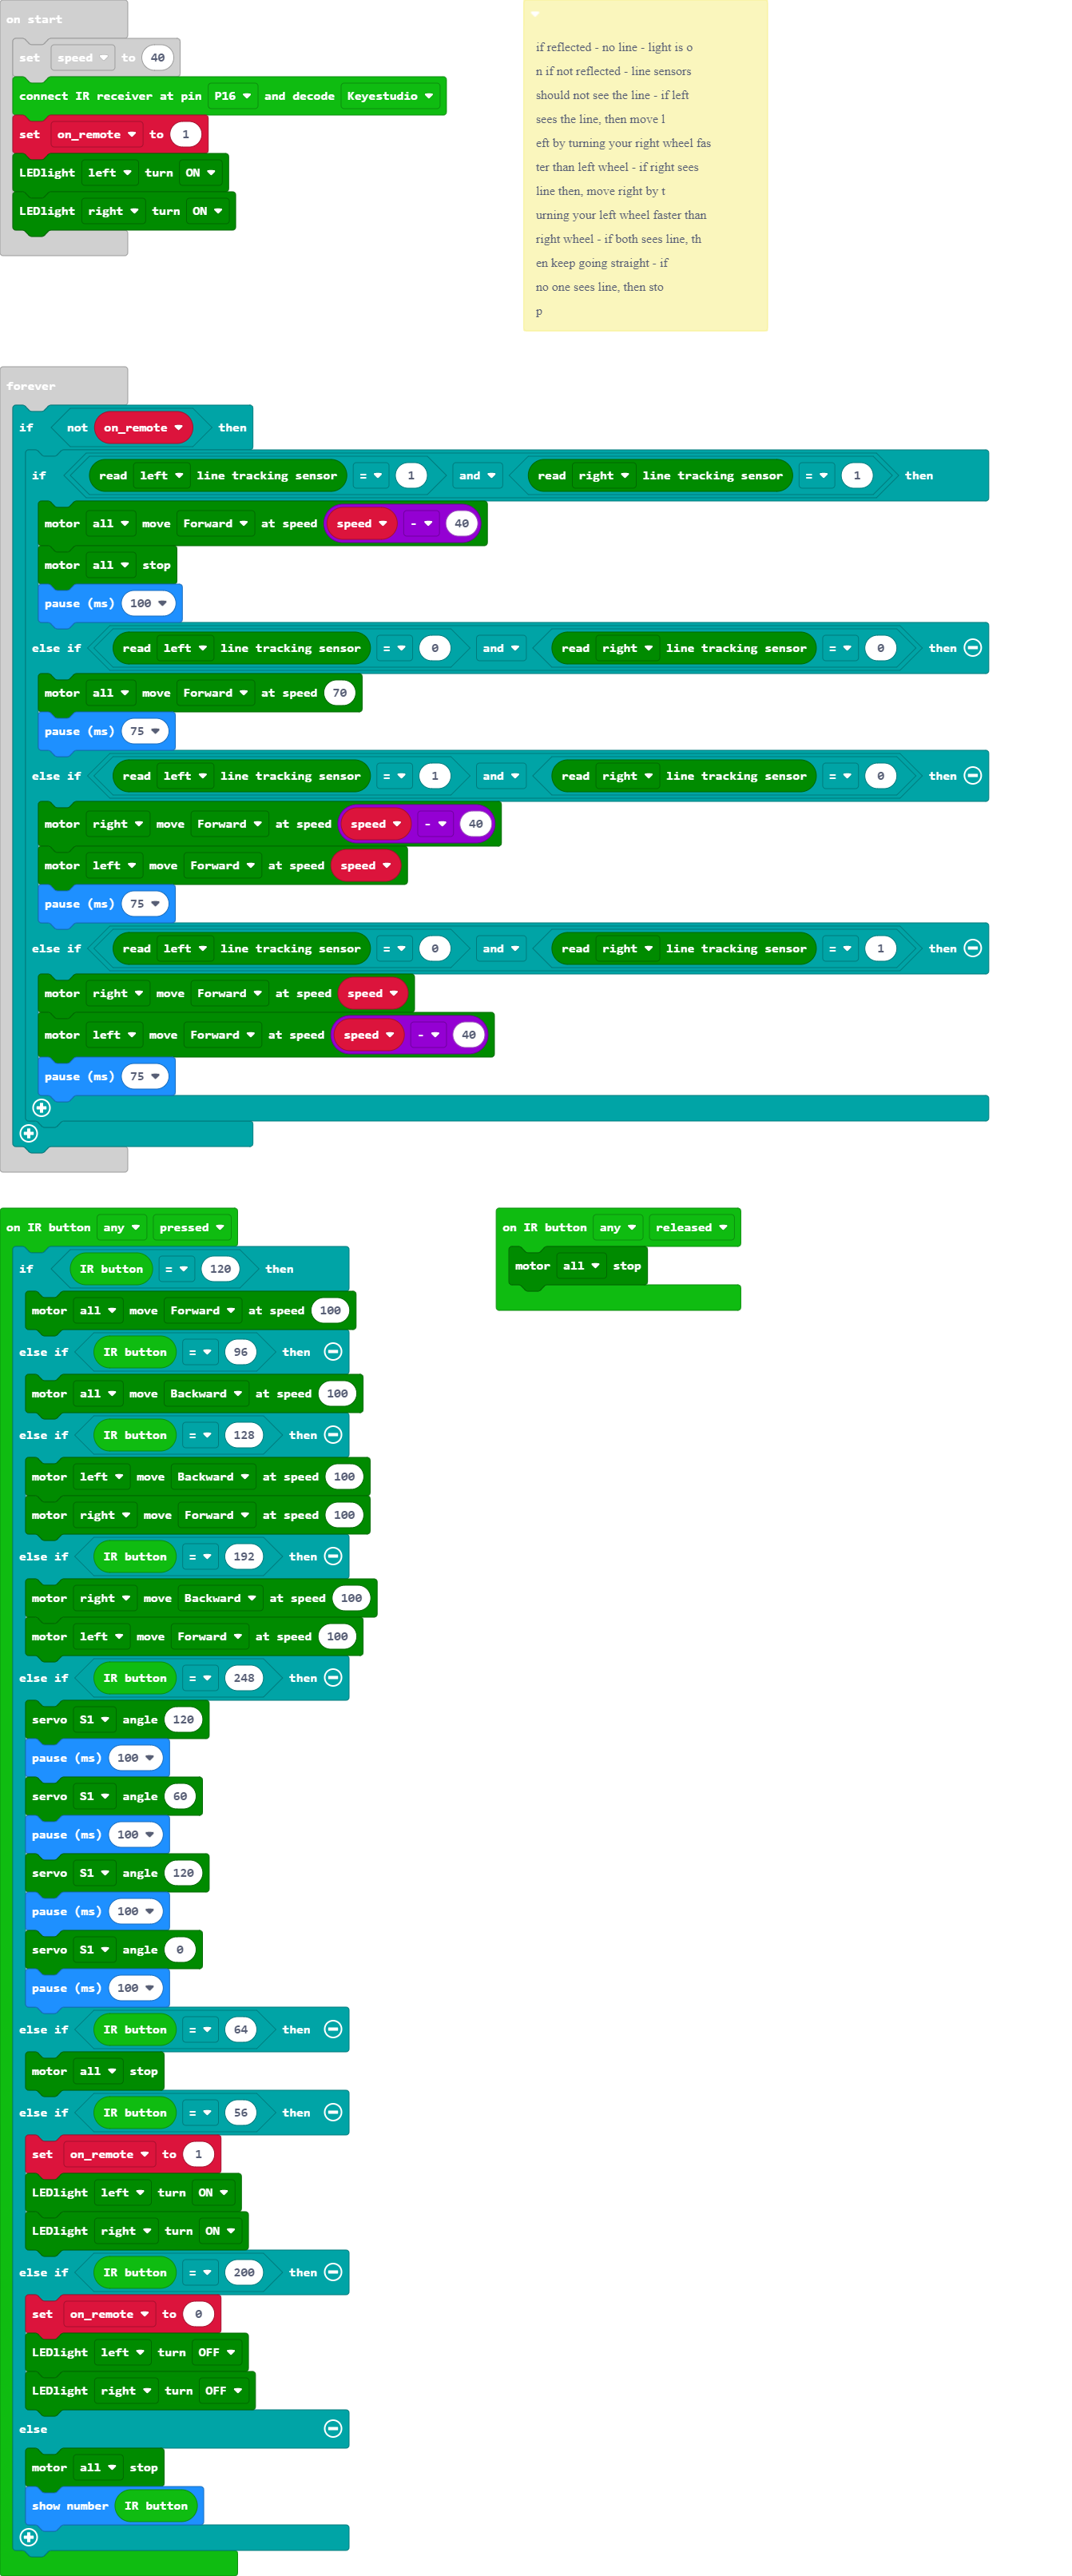 on start
set speed to 40
connect IR receiver at pin P16 and decode Keyestudio
set on_remote to 1
LEDlight left turn ON
LEDlight right turn ON
if reflected - no line - light is o
n if not reflected - line sensors
should not see the line - if left
sees the line, then move l
eft by turning your right wheel fas
ter than left wheel - if right sees
line then, move right by t
urning your left wheel faster than
right wheel - if both sees line, th
en keep going straight - if
no one sees line, then sto
p
forever
if not on_remote then
if read left line tracking sensor = 1 and read right line tracking sensor = 1 then
motor all move Forward at speed speed - 40
motor all stop
pause (ms) 100
else if read left line tracking sensor = 0 and read right line tracking sensor = 0 then
motor all move Forward at speed 70
pause (ms) 75
else if read left line tracking sensor = 1 and read right line tracking sensor = 0 then
motor right move Forward at speed speed - 40
motor left move Forward at speed speed
pause (ms) 75
else if read left line tracking sensor = 0 and read right line tracking sensor = 1 then
motor right move Forward at speed speed
motor left move Forward at speed speed - 40
pause (ms) 75
on IR button any pressed
if IR button = 120 then
motor all move Forward at speed 100
else if IR button = 96 then
motor all move Backward at speed 100
else if IR button = 128 then
motor left move Backward at speed 100
motor right move Forward at speed 100
else if IR button = 192 then
motor right move Backward at speed 100
motor left move Forward at speed 100
else if IR button = 248 then
servo S1 angle 120
pause (ms) 100
servo S1 angle 60
pause (ms) 100
servo S1 angle 120
pause (ms) 100
servo S1 angle 0
pause (ms) 100
else if IR button = 64 then
motor all stop
else if IR button = 56 then
set on_remote to 1
LEDlight left turn ON
LEDlight right turn ON
else if IR button = 200 then
set on_remote to 0
LEDlight left turn OFF
LEDlight right turn OFF
else
motor all stop
show number IR button
on IR button any released
motor all stop